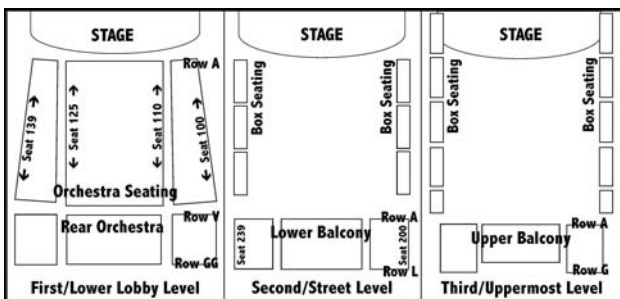 STAGE
Row A
Seat 139
Seat 125
Seat 110
Seat 100
Orchestra Seating
Row V
Rear Orchestra
Row GG
First/Lower Lobby Level
STAGE
Box Seating
Box Seating
Row A
Seat 239
Lower Balcony
Seat 200
Row L
Second/Street Level
STAGE
Box Seating
Box Seating
Row A
Upper Balcony
Row G
Third/Uppermost Level